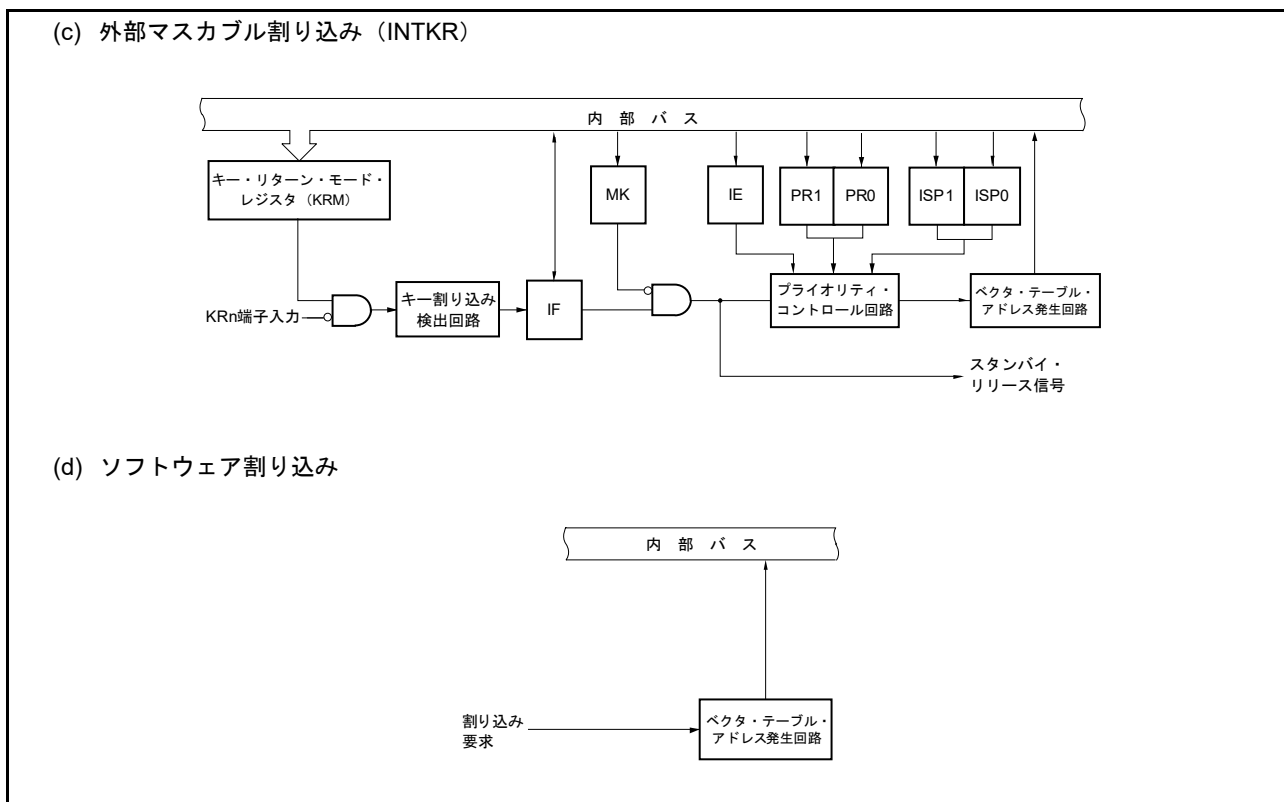 (c) 外部マスカブル割り込み（INTKR）
内 部 バ ス
キー・リターン・モード・
レジスタ（KRM）
MK
IE
PR1
PR0
ISP1
ISP0
KRn端子入力
キー割り込み
検出回路
IF
プライオリティ・
コントロール回路
ベクタ・テーブル・
アドレス発生回路
スタンバイ・
リリース信号
(d) ソフトウェア割り込み
内 部 バ ス
割り込み
要求
ベクタ・テーブル・
アドレス発生回路